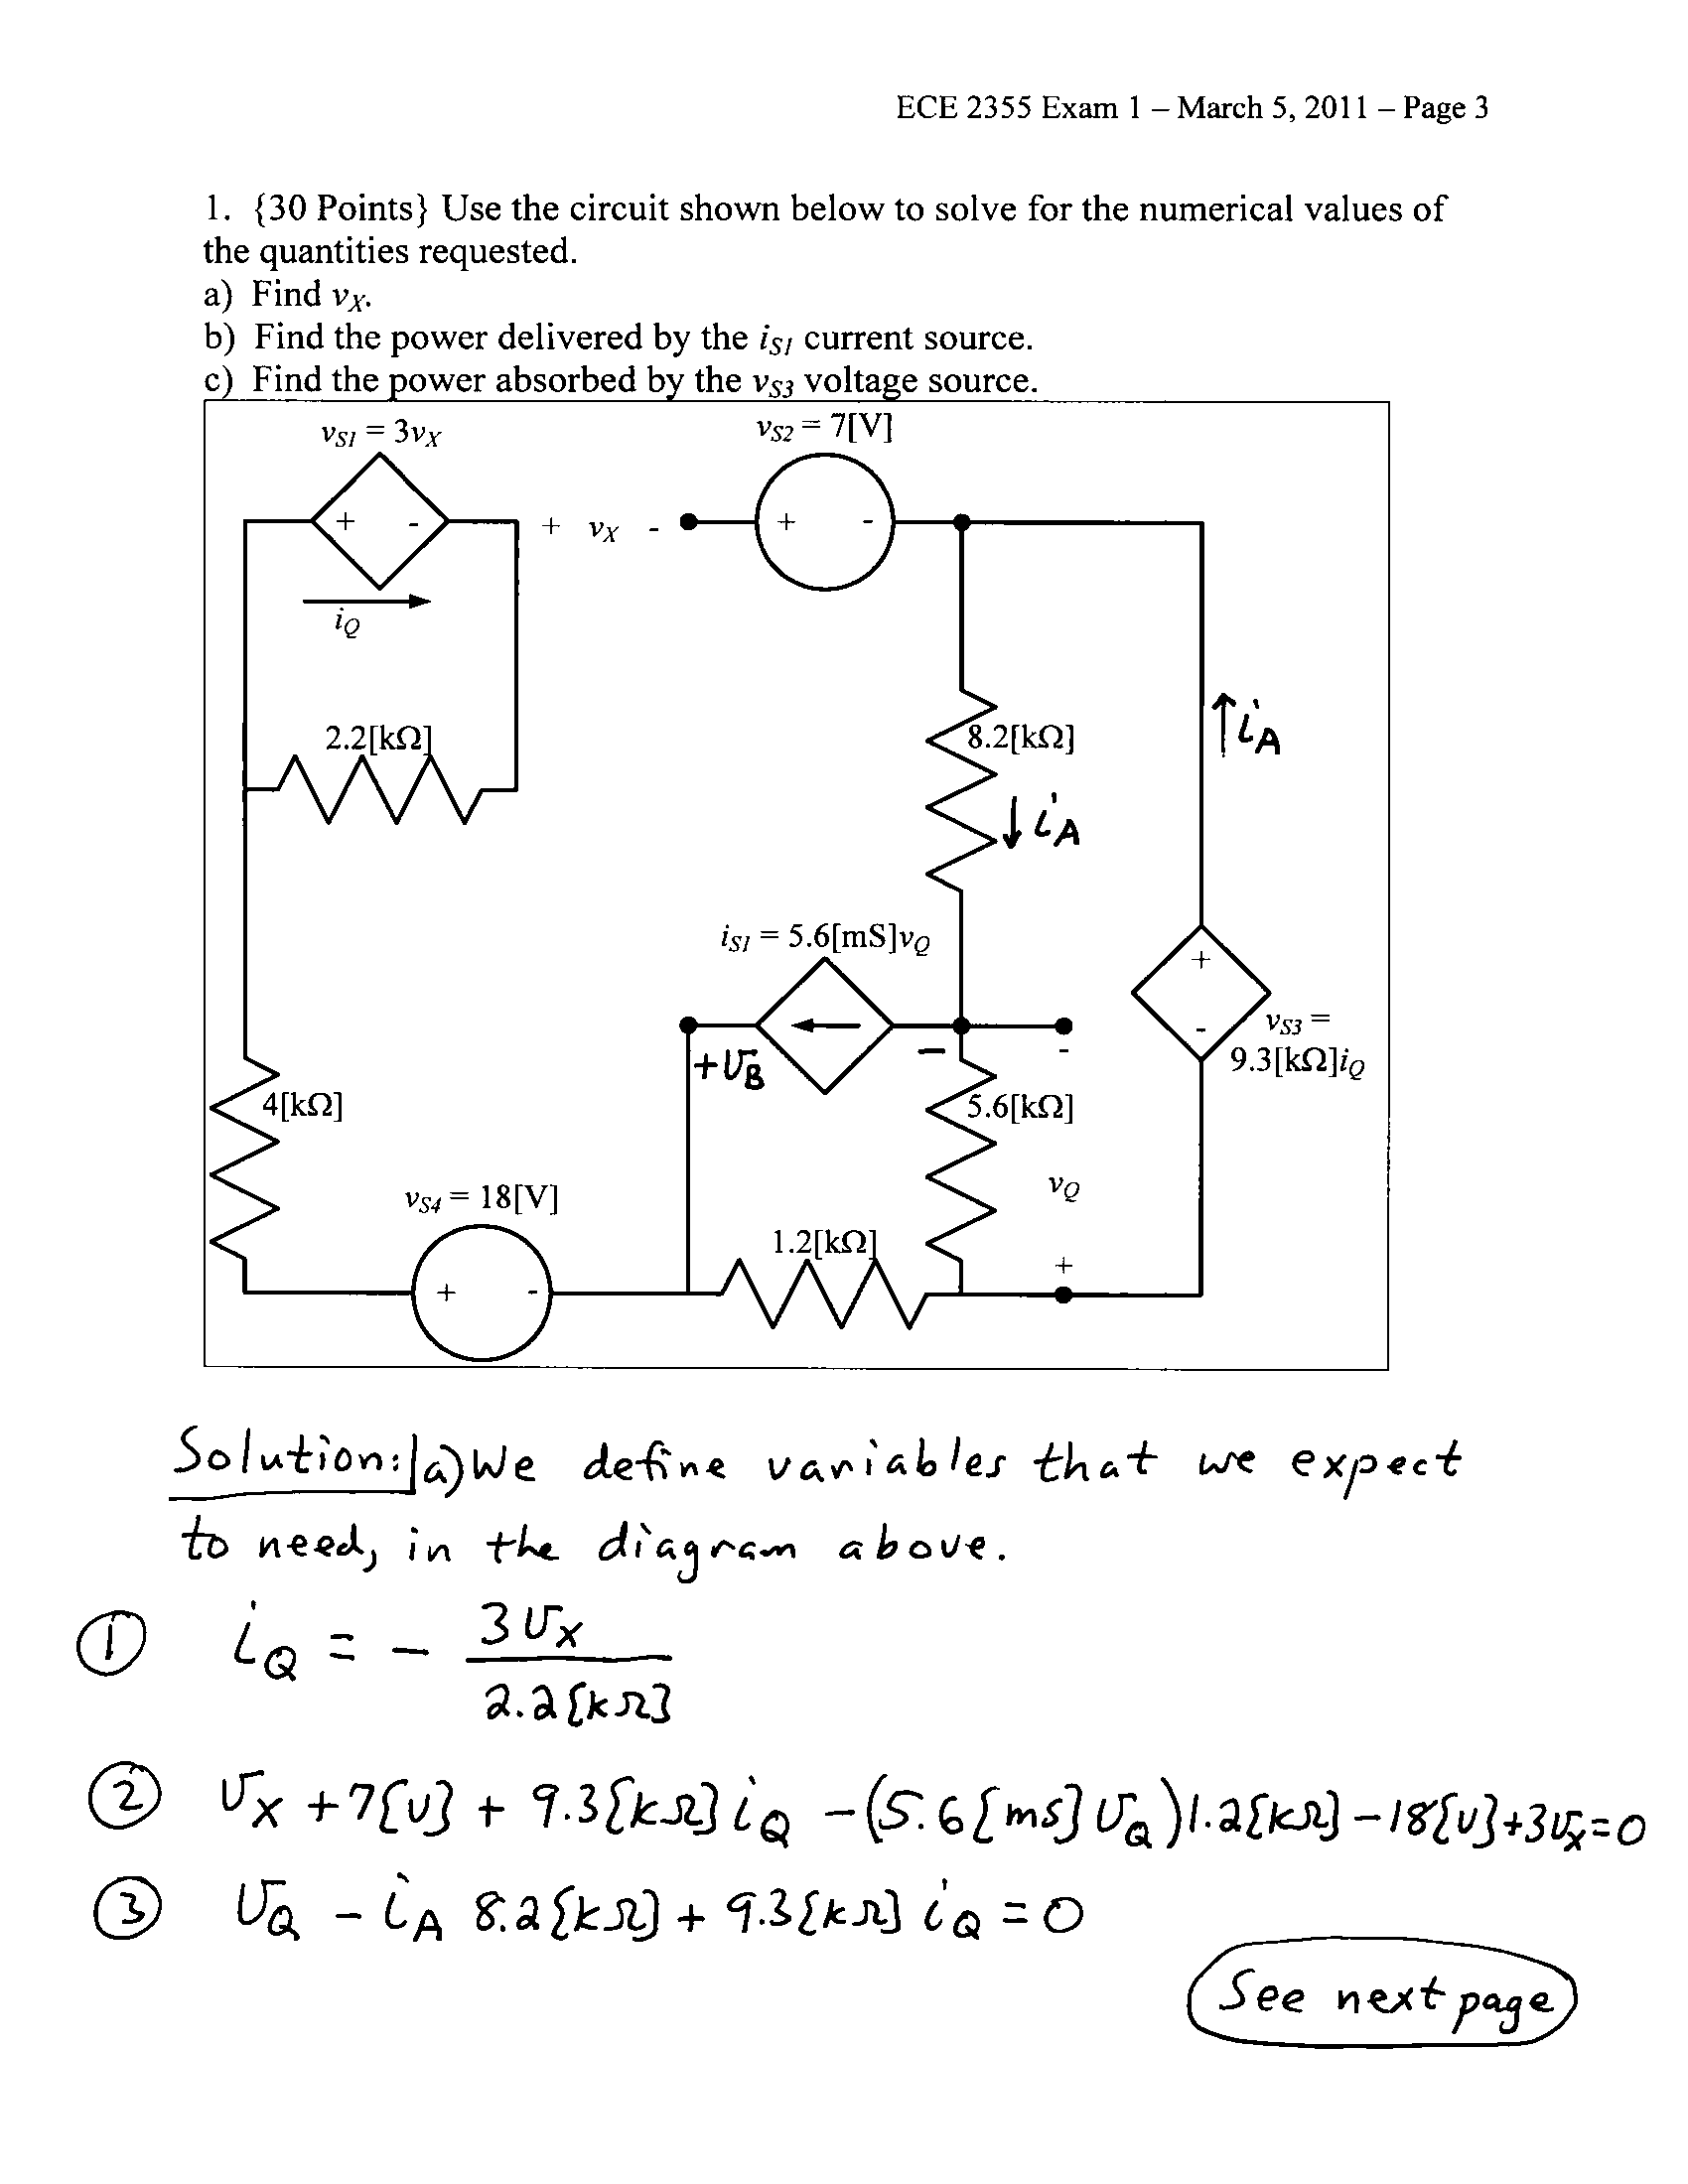 ECE 2355 Exam 1 – March 5, 2011 – Page 3
1. {30 Points} Use the circuit shown below to solve for the numerical values of
the quantities requested.
a) Find vX.
b) Find the power delivered by the iS1 current source.
c) Find the power absorbed by the vS3 voltage source.
vS1 = 3vX
vS2 = 7[V]
+ -
+ vX -
+ -
iQ
2.2[kΩ]
8.2[kΩ]
↑iA
↓iA
iS1 = 5.6[mS]vQ
+
-
vS3 =
9.3[kΩ]iQ
+vB
-
-
4[kΩ]
5.6[kΩ]
vQ
vS4 = 18[V]
1.2[kΩ]
+
+ -
Solution: a) We define variables that we expect
to need, in the diagram above.
① iQ = - 3vX
2.2[kΩ]
② vX + 7[V] + 9.3[kΩ] iQ - (5.6[mS] vQ)1.2[kΩ] - 18[V] + 3vX = 0
③ vQ - iA 8.2[kΩ] + 9.3[kΩ] iQ = 0
See next page